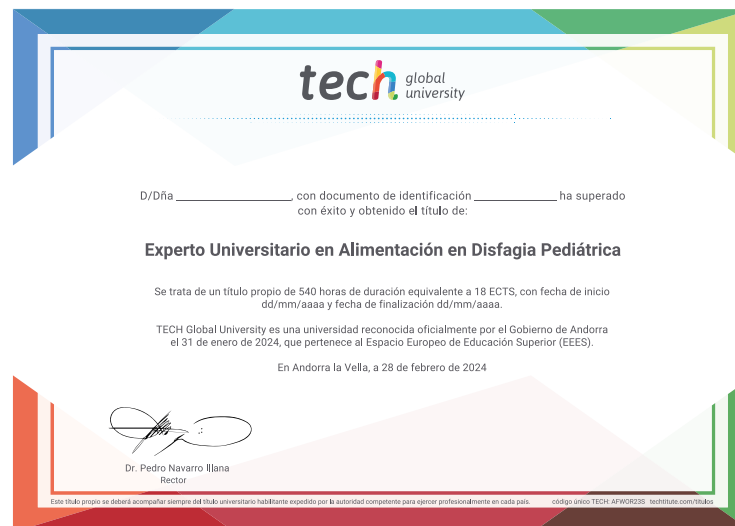 tech global university
D/Dña ____________________, con documento de identificación ______________ ha superado
con éxito y obtenido el título de:
Experto Universitario en Alimentación en Disfagia Pediátrica
Se trata de un título propio de 540 horas de duración equivalente a 18 ECTS, con fecha de inicio
dd/mm/aaaa y fecha de finalización dd/mm/aaaa.
TECH Global University es una universidad reconocida oficialmente por el Gobierno de Andorra
el 31 de enero de 2024, que pertenece al Espacio Europeo de Educación Superior (EEES).
En Andorra la Vella, a 28 de febrero de 2024
Dr. Pedro Navarro Illana
Rector
Este título propio se deberá acompañar siempre del título universitario habilitante expedido por la autoridad competente para ejercer profesionalmente en cada país. código único TECH: AFWOR23S techtitute.com/titulos